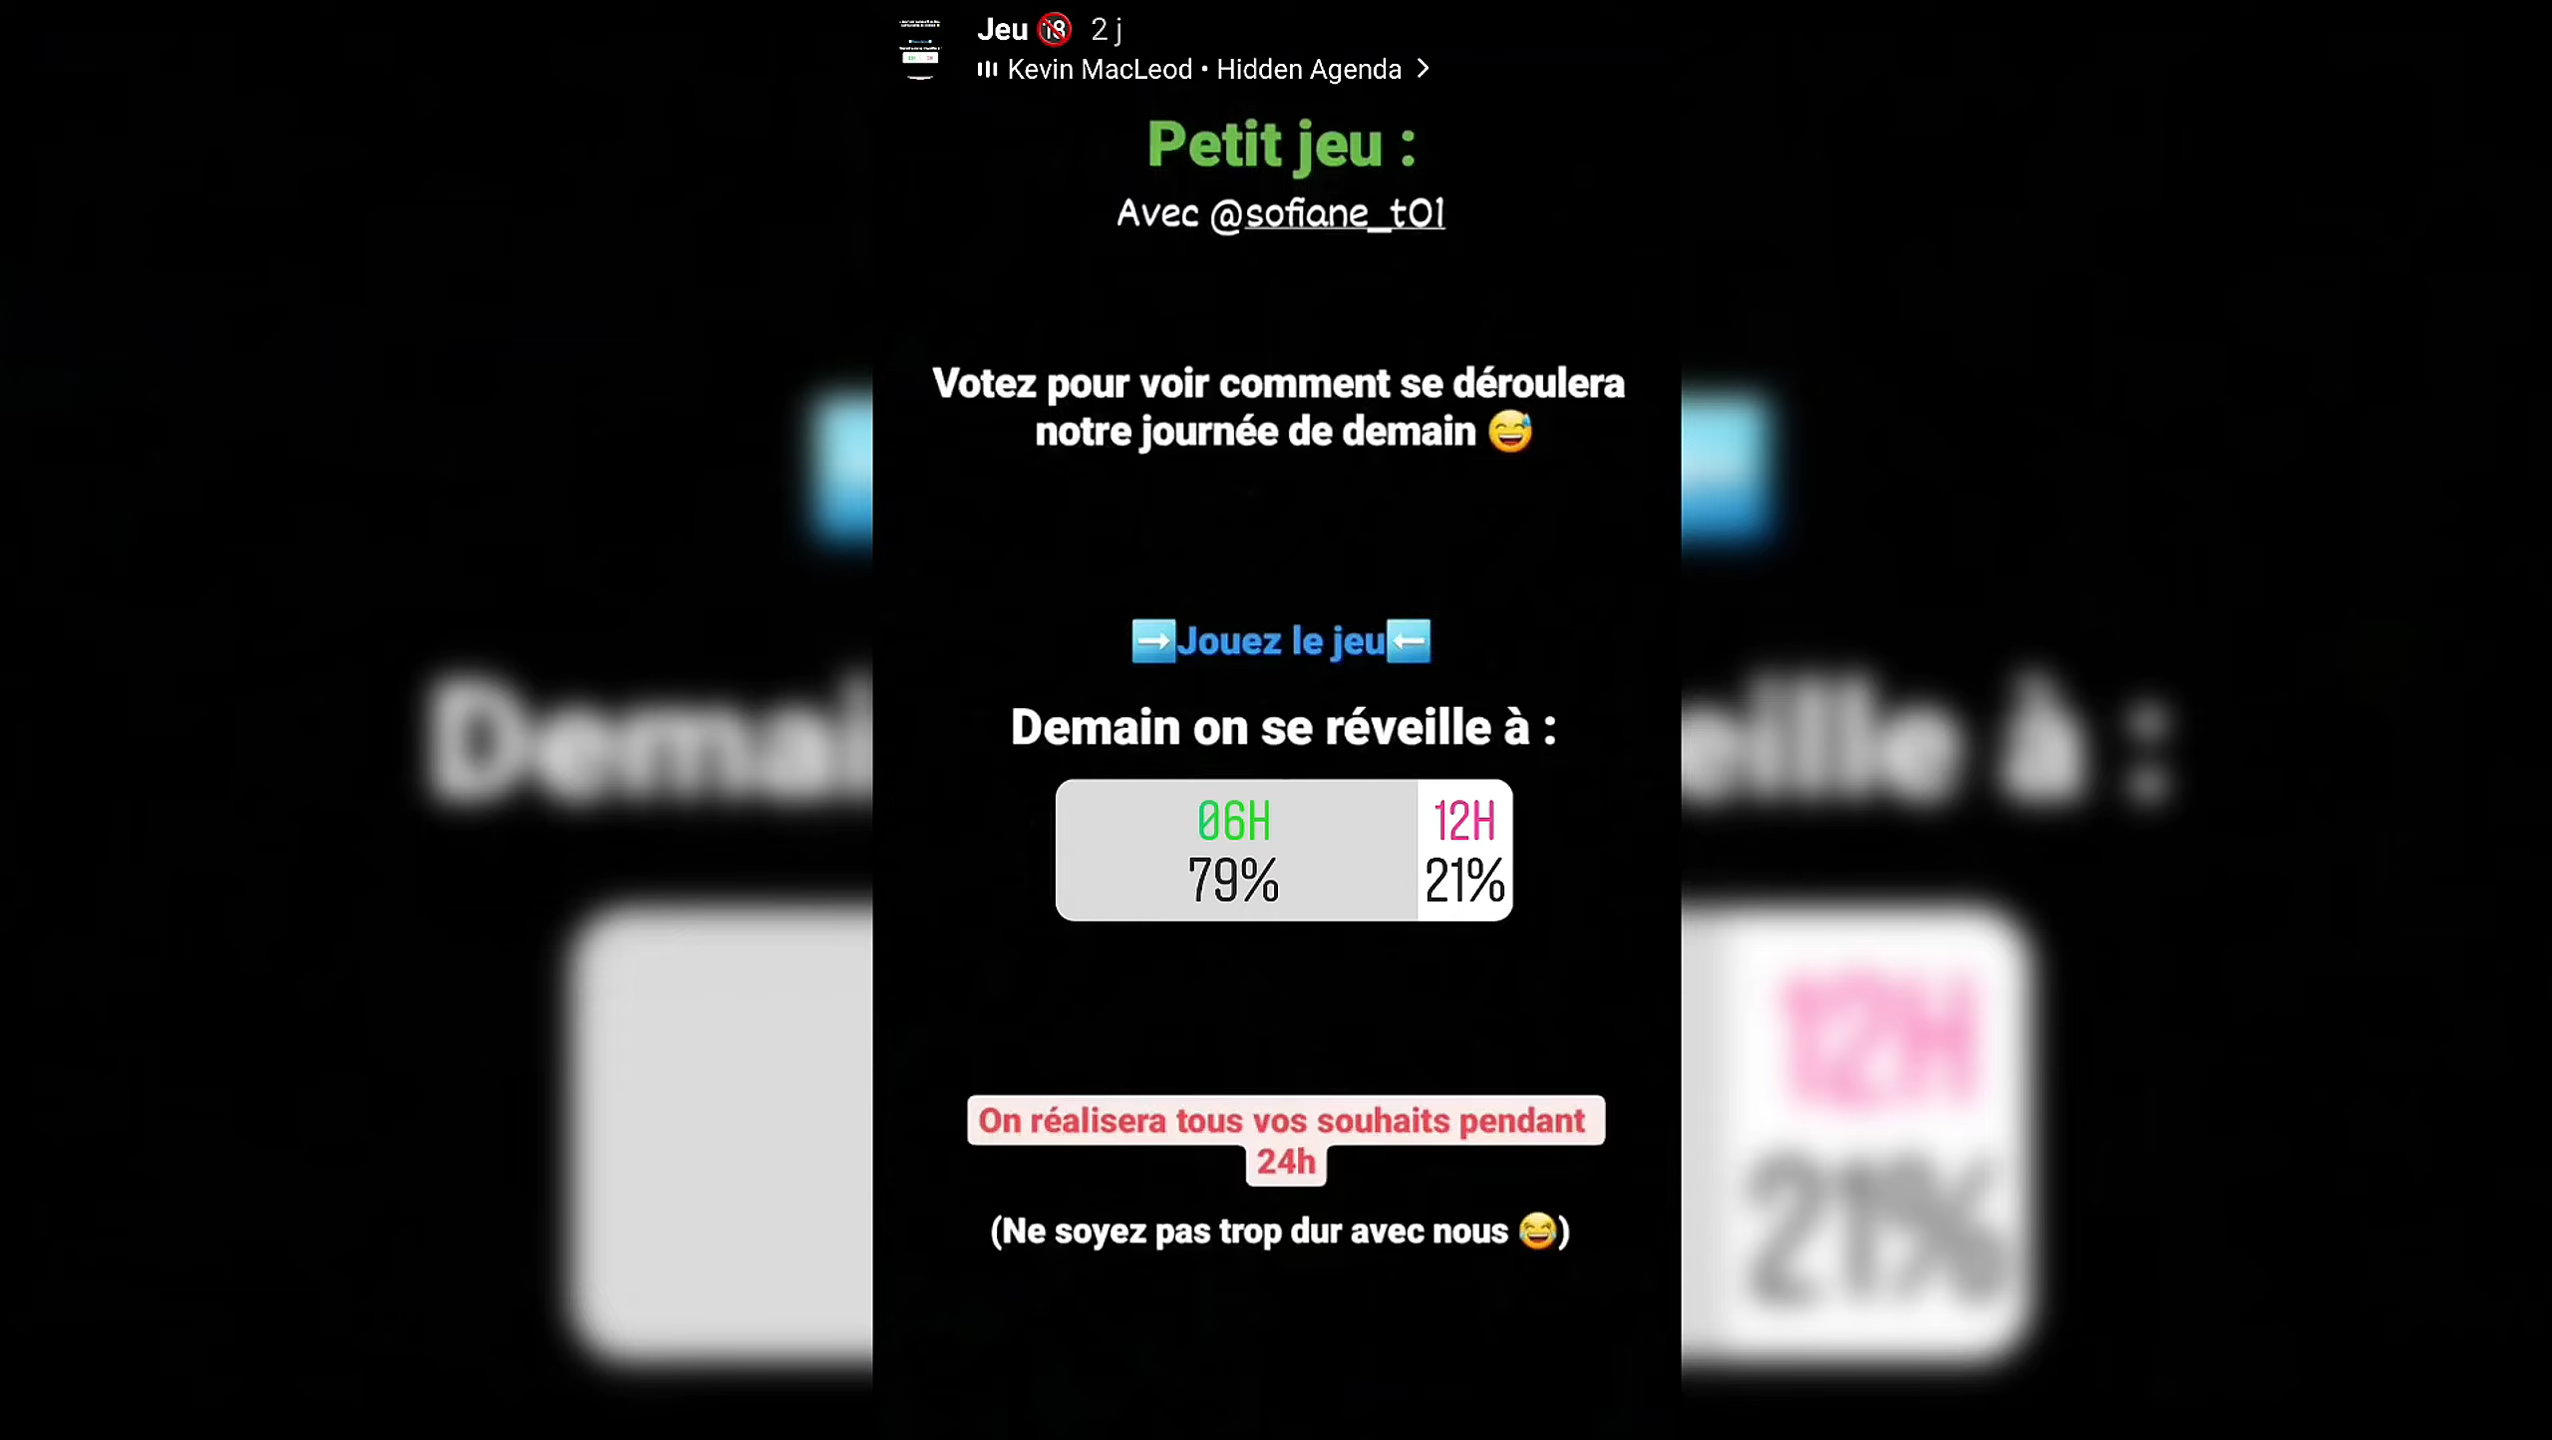 Jeu 🔞 2 j
Kevin MacLeod • Hidden Agenda >
Petit jeu :
Avec @sofiane_t01
Votez pour voir comment se déroulera
notre journée de demain 😅
➡️Jouez le jeu⬅️
Demain on se réveille à :
06H 12H
79% 21%
On réalisera tous vos souhaits pendant
24h
(Ne soyez pas trop dur avec nous 😂)